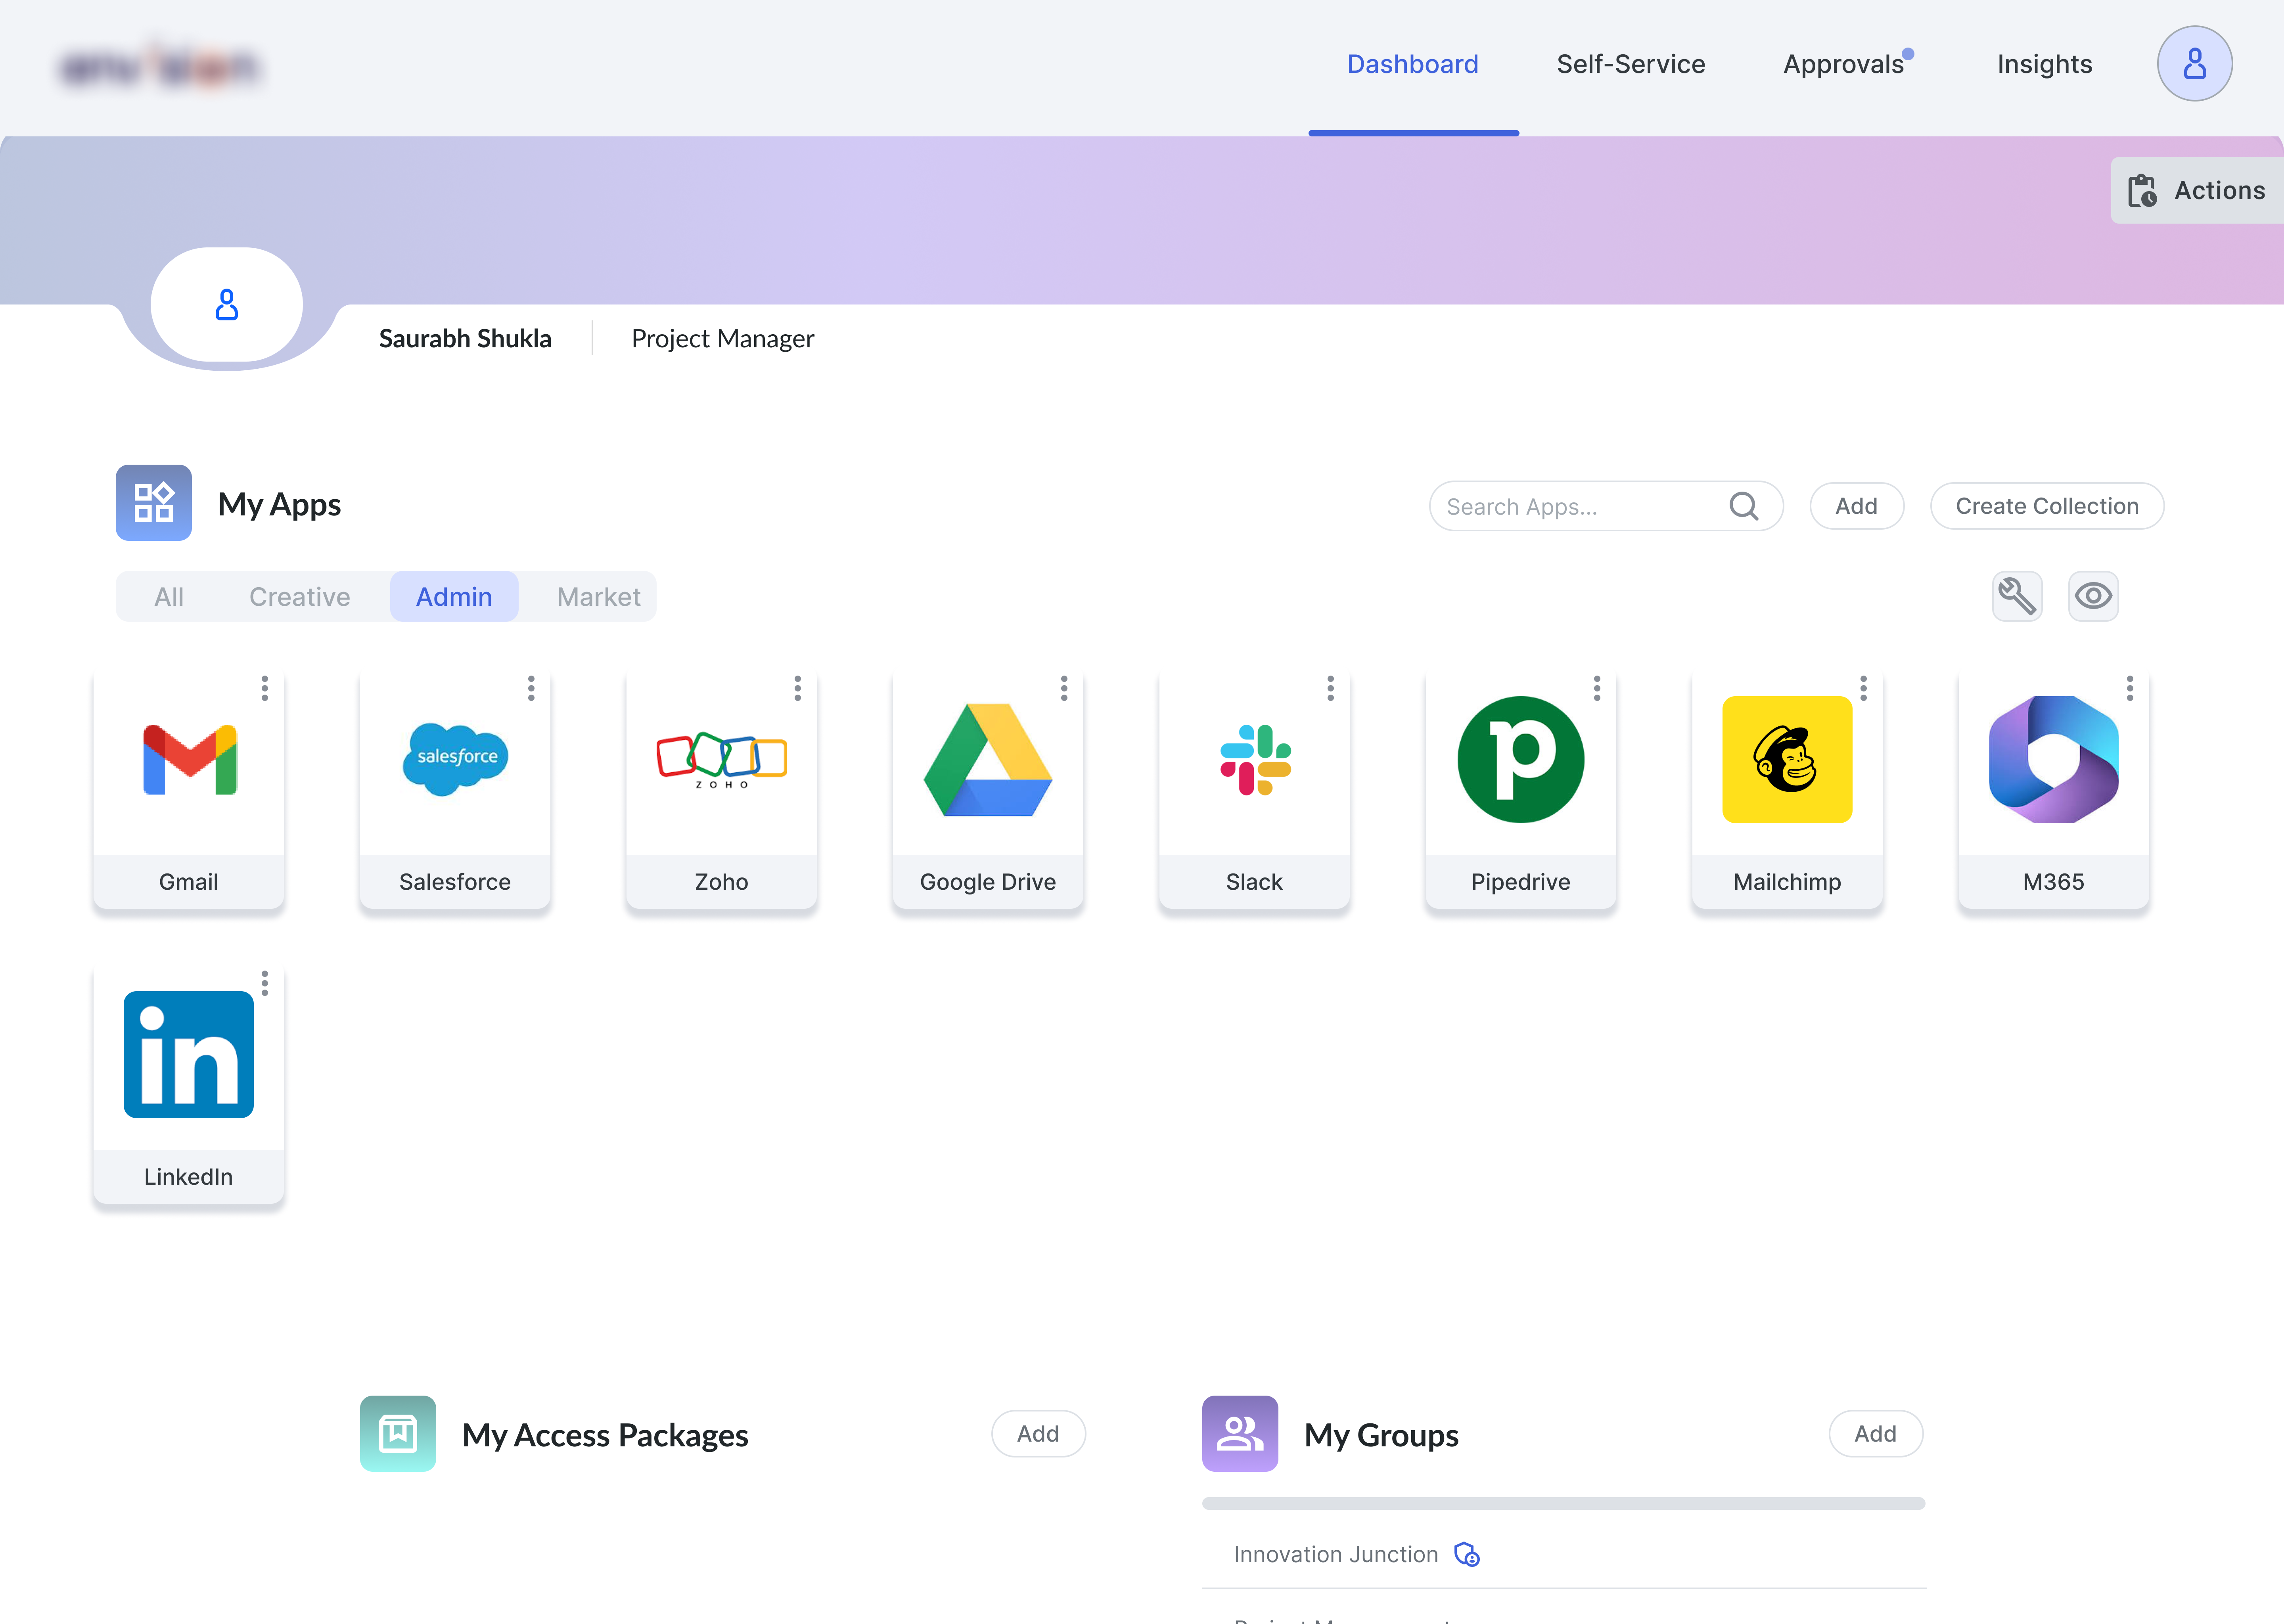 Dashboard
Self-Service
Approvals
Insights
Actions
Saurabh Shukla
Project Manager
My Apps
Search Apps...
Add
Create Collection
All
Creative
Admin
Market
salesforce
ZOHO
p
in
Gmail
Salesforce
Zoho
Google Drive
Slack
Pipedrive
Mailchimp
M365
LinkedIn
My Access Packages
Add
My Groups
Add
Innovation Junction